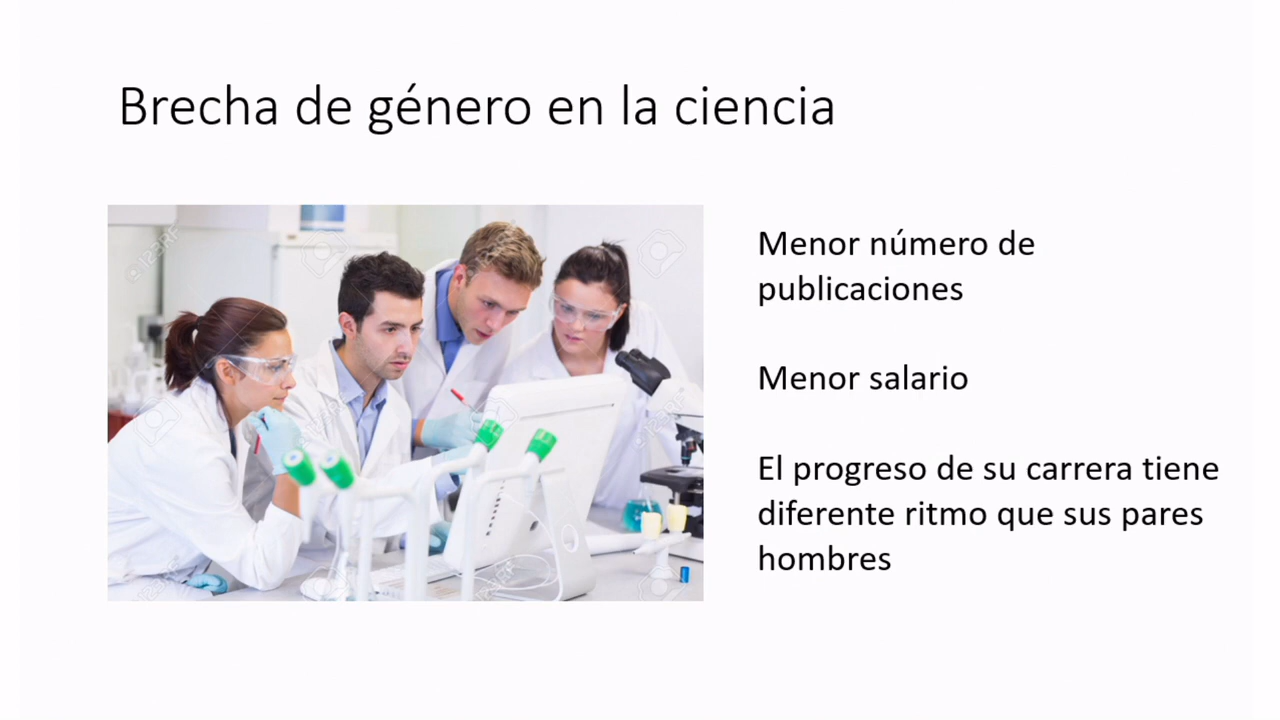 Brecha de género en la ciencia
Menor número de
publicaciones
Menor salario
El progreso de su carrera tiene
diferente ritmo que sus pares
hombres
123RF